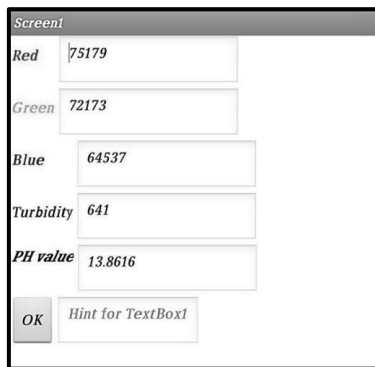 Screen1
Red 75179
Green 72173
Blue 64537
Turbidity 641
PH value 13.8616
OK Hint for TextBox1